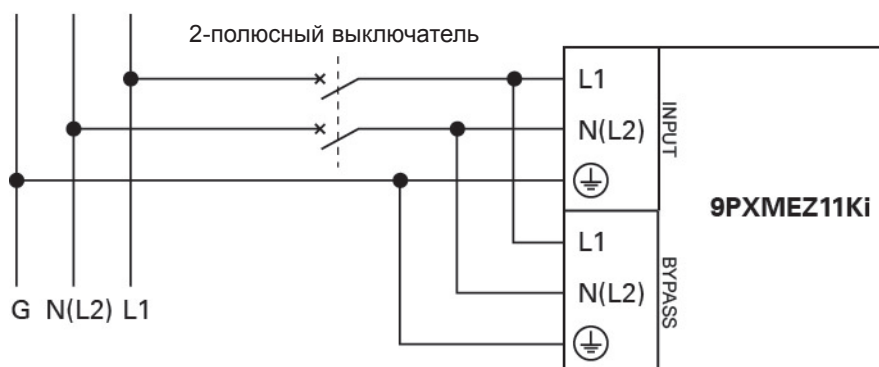 2-полюсный выключатель
L1
N(L2)
INPUT
L1
N(L2)
BYPASS
9PXMEZ11Ki
G N(L2) L1